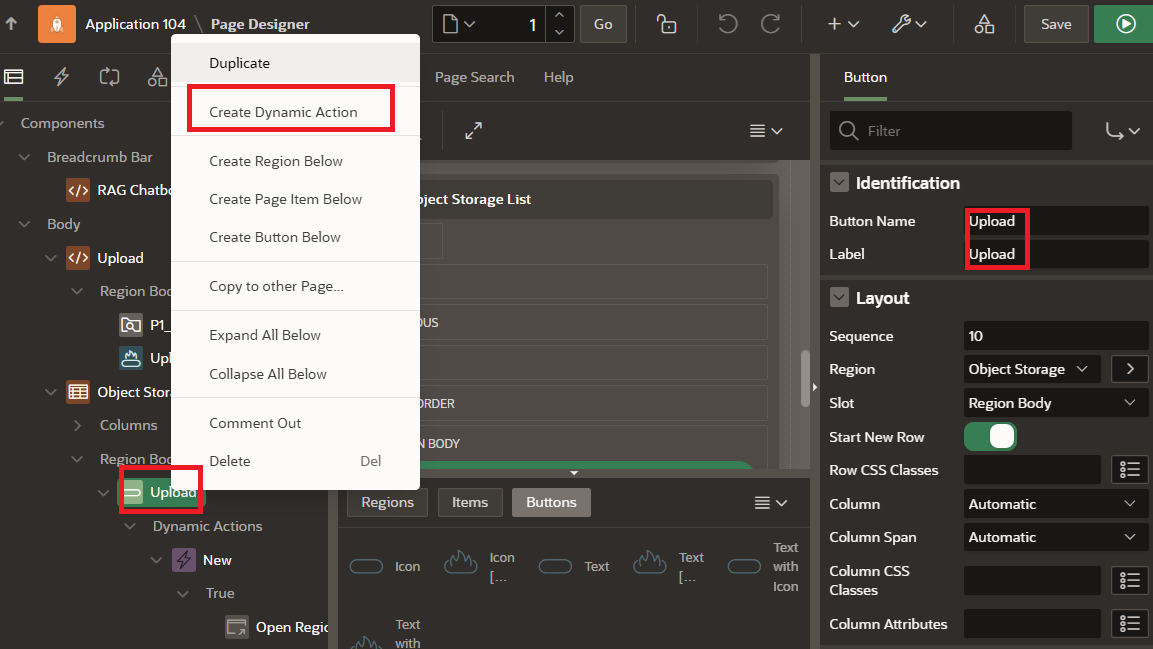 Application 104 \ Page Designer
1
Go
Save
Page Search
Help
Button
Components
Breadcrumb Bar
RAG Chatbo
Body
Upload
Region Bod
P1_
Upl
Object Stora
Columns
Region Bod
Upload
Dynamic Actions
New
True
Open Regio
Duplicate
Create Dynamic Action
Create Region Below
Create Page Item Below
Create Button Below
Copy to other Page...
Expand All Below
Collapse All Below
Comment Out
Delete Del
bject Storage List
OUS
ORDER
N BODY
Regions
Items
Buttons
Icon
Icon
[...
Text
Text
[...
Text
with
Icon
Text
with
Filter
Identification
Button Name Upload
Label Upload
Layout
Sequence 10
Region Object Storage
Slot Region Body
Start New Row
Row CSS Classes
Column Automatic
Column Span Automatic
Column CSS
Classes
Column Attributes